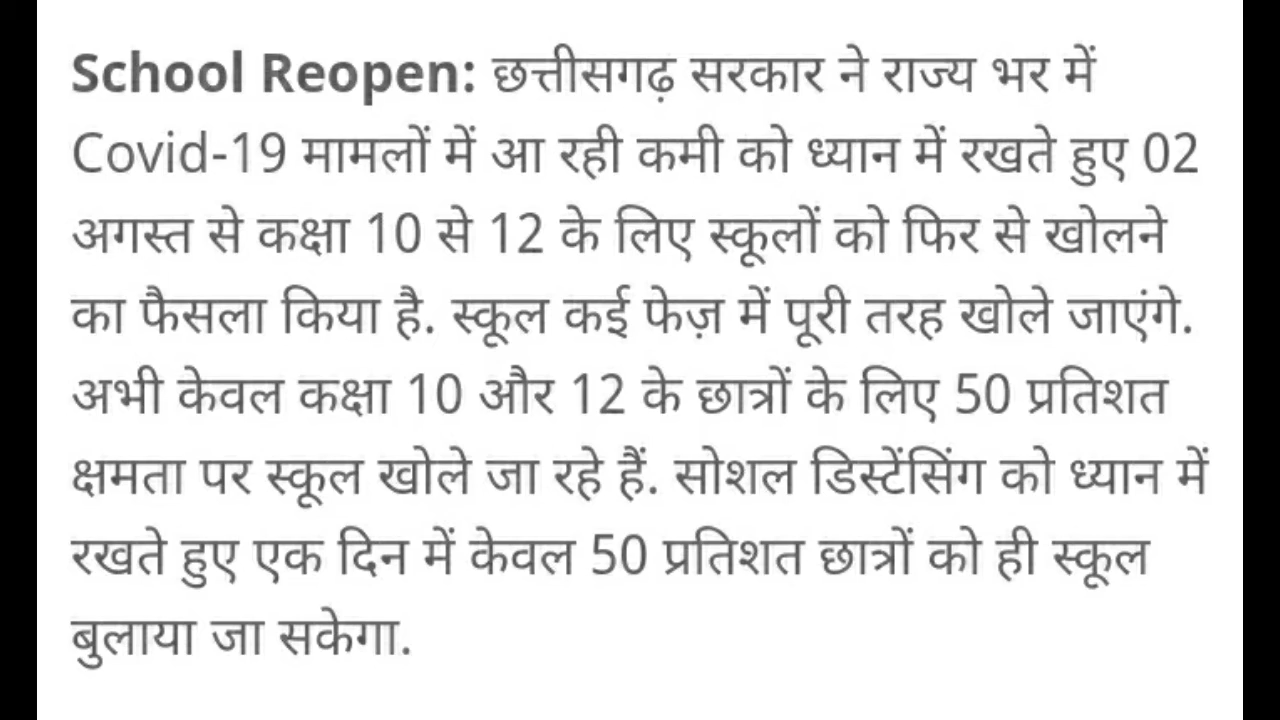 School Reopen: छत्तीसगढ़ सरकार ने राज्य भर में
Covid-19 मामलों में आ रही कमी को ध्यान में रखते हुए 02
अगस्त से कक्षा 10 से 12 के लिए स्कूलों को फिर से खोलने
का फैसला किया है. स्कूल कई फेज़ में पूरी तरह खोले जाएंगे.
अभी केवल कक्षा 10 और 12 के छात्रों के लिए 50 प्रतिशत
क्षमता पर स्कूल खोले जा रहे हैं. सोशल डिस्टेंसिंग को ध्यान में
रखते हुए एक दिन में केवल 50 प्रतिशत छात्रों को ही स्कूल
बुलाया जा सकेगा.